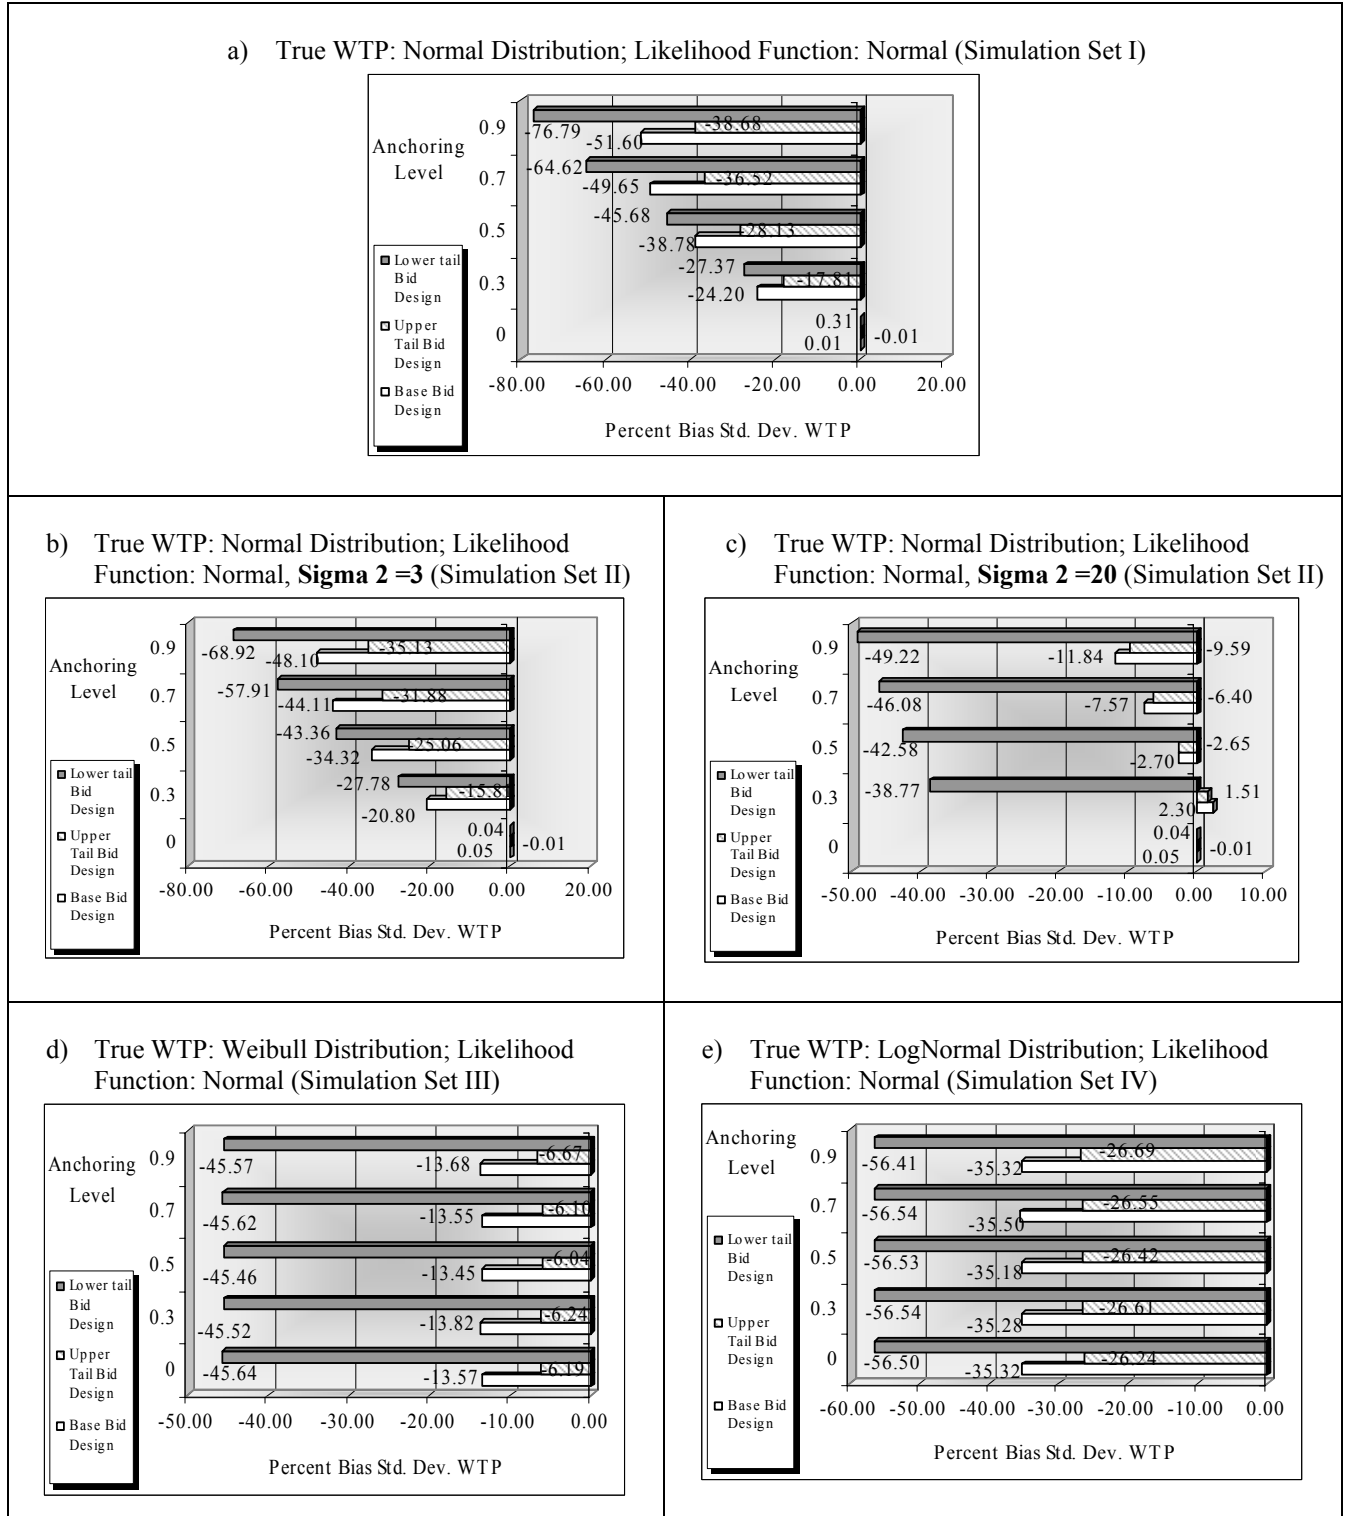 a) True WTP: Normal Distribution; Likelihood Function: Normal (Simulation Set I)
Anchoring
Level
0.9
0.7
0.5
0.3
0
-76.79
-38.68
-51.60
-64.62
-36.52
-49.65
-45.68
-28.13
-38.78
-27.37
-17.81
-24.20
0.31
0.01
-0.01
Lower tail
Bid
Design
Upper
Tail Bid
Design
Base Bid
Design
-80.00 -60.00 -40.00 -20.00 0.00 20.00
Percent Bias Std. Dev. WTP
b) True WTP: Normal Distribution; Likelihood
Function: Normal, Sigma 2 =3 (Simulation Set II)
Anchoring
Level
0.9
0.7
0.5
0.3
0
-68.92
-35.13
-48.10
-57.91
-31.88
-44.11
-43.36
-25.06
-34.32
-27.78
-15.81
-20.80
0.04
0.05
-0.01
Lower tail
Bid
Design
Upper
Tail Bid
Design
Base Bid
Design
-80.00 -60.00 -40.00 -20.00 0.00 20.00
Percent Bias Std. Dev. WTP
c) True WTP: Normal Distribution; Likelihood
Function: Normal, Sigma 2 =20 (Simulation Set II)
Anchoring
Level
0.9
0.7
0.5
0.3
0
-49.22
-11.84
-9.59
-46.08
-7.57
-6.40
-42.58
-2.70
-2.65
-38.77
2.30
1.51
0.04
0.05
-0.01
Lower tail
Bid
Design
Upper
Tail Bid
Design
Base Bid
Design
-50.00 -40.00 -30.00 -20.00 -10.00 0.00 10.00
Percent Bias Std. Dev. WTP
d) True WTP: Weibull Distribution; Likelihood
Function: Normal (Simulation Set III)
Anchoring
Level
0.9
0.7
0.5
0.3
0
-45.57
-13.68
-6.67
-45.62
-13.55
-6.10
-45.46
-13.45
-6.04
-45.52
-13.82
-6.24
-45.64
-13.57
-6.19
Lower tail
Bid
Design
Upper
Tail Bid
Design
Base Bid
Design
-50.00 -40.00 -30.00 -20.00 -10.00 0.00
Percent Bias Std. Dev. WTP
e) True WTP: LogNormal Distribution; Likelihood
Function: Normal (Simulation Set IV)
Anchoring
Level
0.9
0.7
0.5
0.3
0
-56.41
-35.32
-26.69
-56.54
-35.50
-26.55
-56.53
-35.18
-26.42
-56.54
-35.28
-26.61
-56.50
-35.32
-26.24
Lower tail
Bid
Design
Upper
Tail Bid
Design
Base Bid
Design
-60.00 -50.00 -40.00 -30.00 -20.00 -10.00 0.00
Percent Bias Std. Dev. WTP